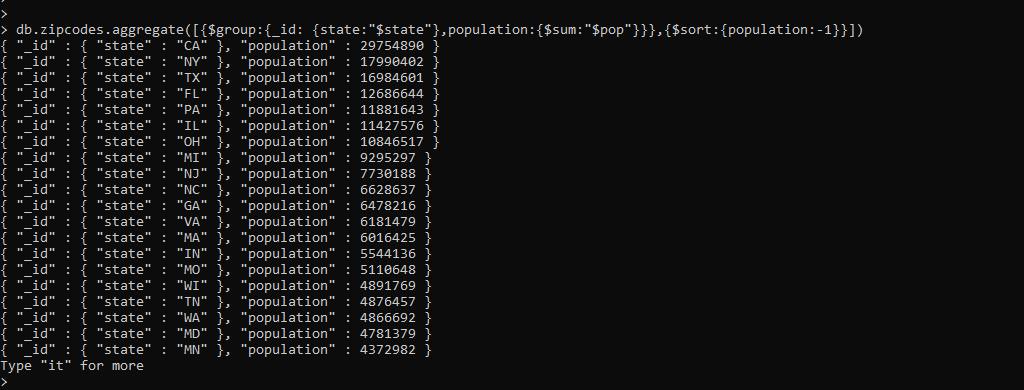 >
>
> db.zipcodes.aggregate([{$group:{_id: {state:"$state"},population:{$sum:"$pop"}}},{$sort:{population:-1}}])
{ "_id" : { "state" : "CA" }, "population" : 29754890 }
{ "_id" : { "state" : "NY" }, "population" : 17990402 }
{ "_id" : { "state" : "TX" }, "population" : 16984601 }
{ "_id" : { "state" : "FL" }, "population" : 12686644 }
{ "_id" : { "state" : "PA" }, "population" : 11881643 }
{ "_id" : { "state" : "IL" }, "population" : 11427576 }
{ "_id" : { "state" : "OH" }, "population" : 10846517 }
{ "_id" : { "state" : "MI" }, "population" : 9295297 }
{ "_id" : { "state" : "NJ" }, "population" : 7730188 }
{ "_id" : { "state" : "NC" }, "population" : 6628637 }
{ "_id" : { "state" : "GA" }, "population" : 6478216 }
{ "_id" : { "state" : "VA" }, "population" : 6181479 }
{ "_id" : { "state" : "MA" }, "population" : 6016425 }
{ "_id" : { "state" : "IN" }, "population" : 5544136 }
{ "_id" : { "state" : "MO" }, "population" : 5110648 }
{ "_id" : { "state" : "WI" }, "population" : 4891769 }
{ "_id" : { "state" : "TN" }, "population" : 4876457 }
{ "_id" : { "state" : "WA" }, "population" : 4866692 }
{ "_id" : { "state" : "MD" }, "population" : 4781379 }
{ "_id" : { "state" : "MN" }, "population" : 4372982 }
Type "it" for more
>